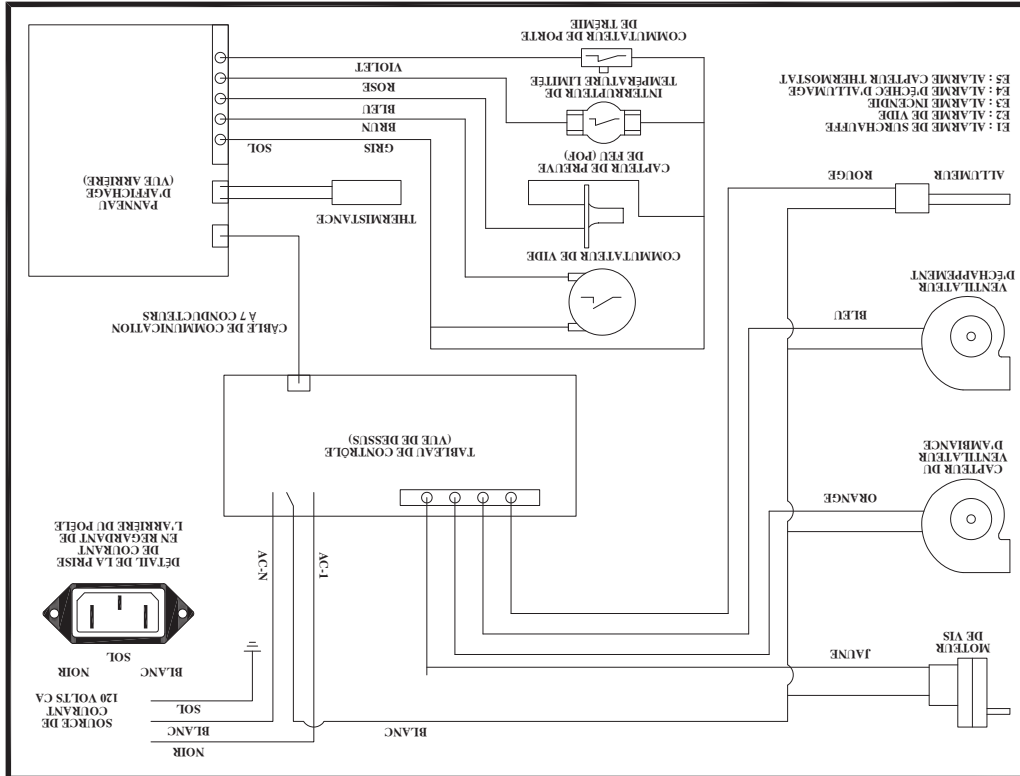 MOTEUR
DE VIS
JAUNE
BLANC
NOIR
BLANC
SOL
SOURCE DE
COURANT
120 VOLTS CA
BLANC
NOIR
SOL
DÉTAIL DE LA PRISE
DE COURANT
EN REGARDANT DE
L'ARRIÈRE DU POÊLE
AC-1
AC-N
CAPTEUR DU
VENTILATEUR
D'AMBIANCE
ORANGE
TABLEAU DE CONTRÔLE
(VUE DE DESSUS)
VENTILATEUR
D'ÉCHAPPEMENT
BLEU
CÂBLE DE COMMUNICATION
À 7 CONDUCTEURS
ALLUMEUR
ROUGE
COMMUTATEUR DE VIDE
CAPTEUR DE PREUVE
DE FEU (POF)
THERMISTANCE
PANNEAU
D'AFFICHAGE
(VUE ARRIÈRE)
GRIS
SOL
BRUN
BLEU
ROSE
VIOLET
INTERRUPTEUR DE
TEMPÉRATURE LIMITÉE
COMMUTATEUR DE PORTE
DE TRÉMIE
E1 : ALARME DE SURCHAUFFE
E2 : ALARME DE VIDE
E3 : ALARME INCENDIE
E4 : ALARME D'ÉCHEC D'ALLUMAGE
E5 : ALARME CAPTEUR THERMOSTAT